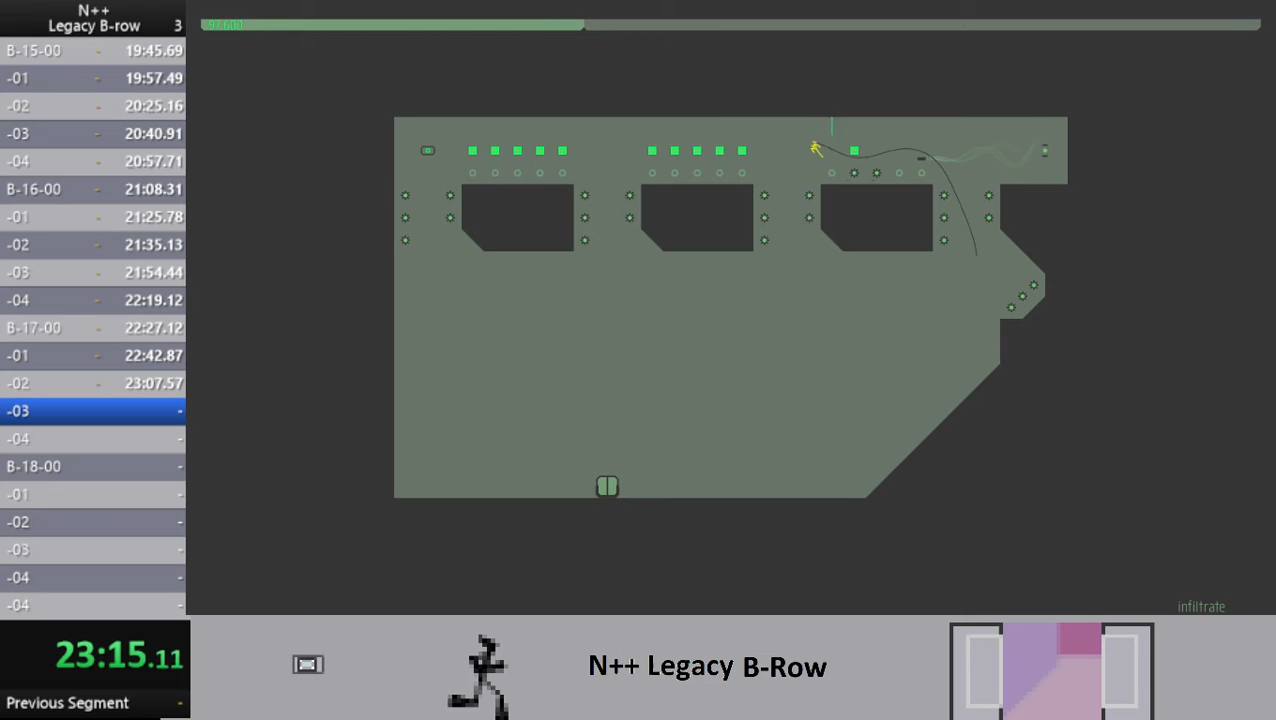 N++
Legacy B-row 3
B-15-00 - 19:45.69
-01 - 19:57.49
-02 - 20:25.16
-03 - 20:40.91
-04 - 20:57.71
B-16-00 - 21:08.31
-01 - 21:25.78
-02 - 21:35.13
-03 - 21:54.44
-04 - 22:19.12
B-17-00 - 22:27.12
-01 - 22:42.87
-02 - 23:07.57
-03 -
-04 -
B-18-00 -
-01 -
-02 -
-03 -
-04 -
-04 -
23:15.11
Previous Segment -
infiltrate
N++ Legacy B-Row